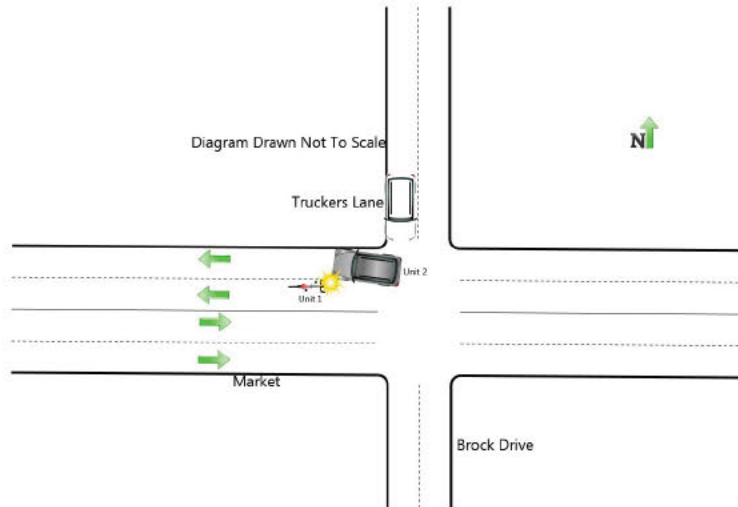 Diagram Drawn Not To Scale
N
Truckers Lane
Unit 2
Unit 1
Market
Brock Drive